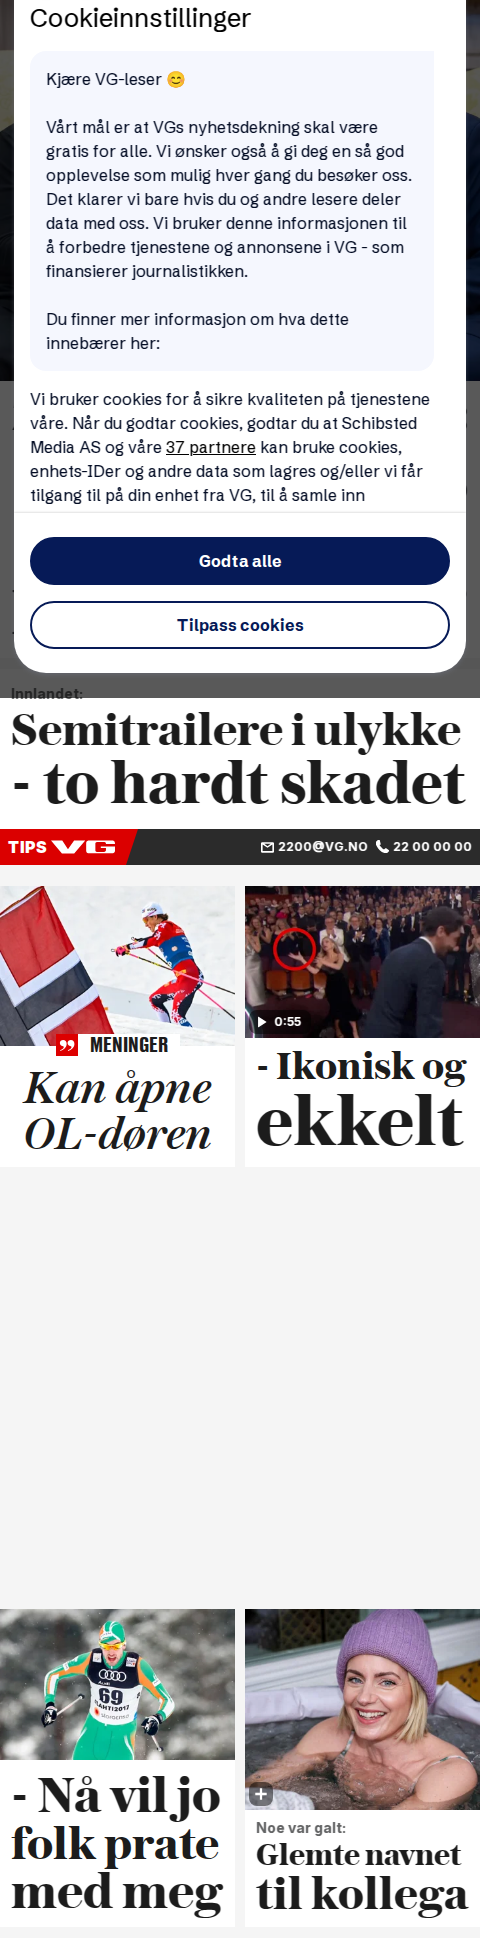 Cookieinnstillinger
Kjære VG-leser 😊
Vårt mål er at VGs nyhetsdekning skal være
gratis for alle. Vi ønsker også å gi deg en så god
opplevelse som mulig hver gang du besøker oss.
Det klarer vi bare hvis du og andre lesere deler
data med oss. Vi bruker denne informasjonen til
å forbedre tjenestene og annonsene i VG - som
finansierer journalistikken.
Du finner mer informasjon om hva dette
innebærer her:
Vi bruker cookies for å sikre kvaliteten på tjenestene
våre. Når du godtar cookies, godtar du at Schibsted
Media AS og våre 37 partnere kan bruke cookies,
enhets-IDer og andre data som lagres og/eller vi får
tilgang til på din enhet fra VG, til å samle inn
Godta alle
Tilpass cookies
Innlandet:
Semitrailere i ulykke
- to hardt skadet
TIPS VG 2200@VG.NO 22 00 00 00
MENINGER
Kan åpne
OL-døren
0:55
- Ikonisk og
ekkelt
Audi
69
LAHTI2017
- Nå vil jo
folk prate
med meg
Noe var galt:
Glemte navnet
til kollega